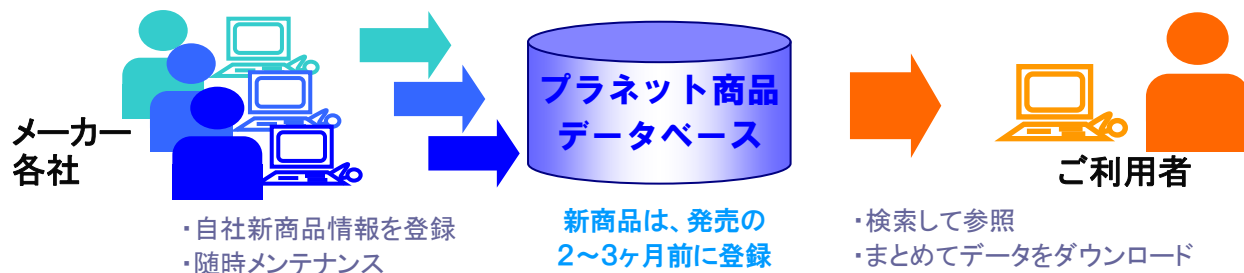 プラネット商品
データベース
メーカー
各社
ご利用者
・自社新商品情報を登録
・随時メンテナンス
新商品は、発売の
2~3ヶ月前に登録
・検索して参照
・まとめてデータをダウンロード